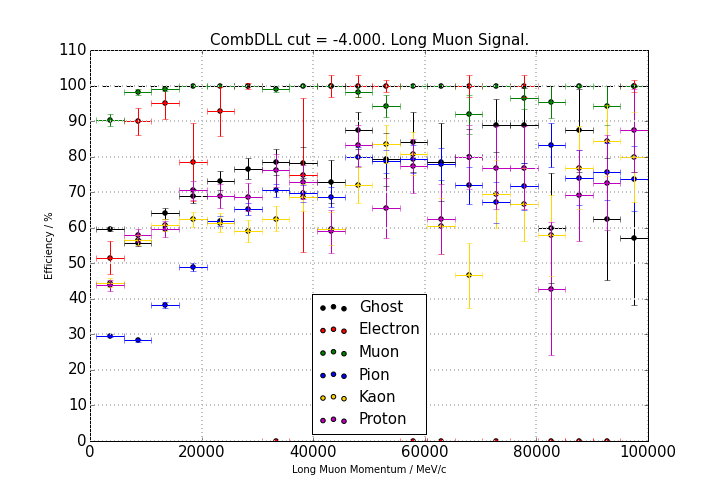 CombDLL cut = -4.000. Long Muon Signal.
110
100
90
80
70
60
50
40
30
20
10
0
Efficiency / %
Ghost
Electron
Muon
Pion
Kaon
Proton
0 20000 40000 60000 80000 100000
Long Muon Momentum / MeV/c